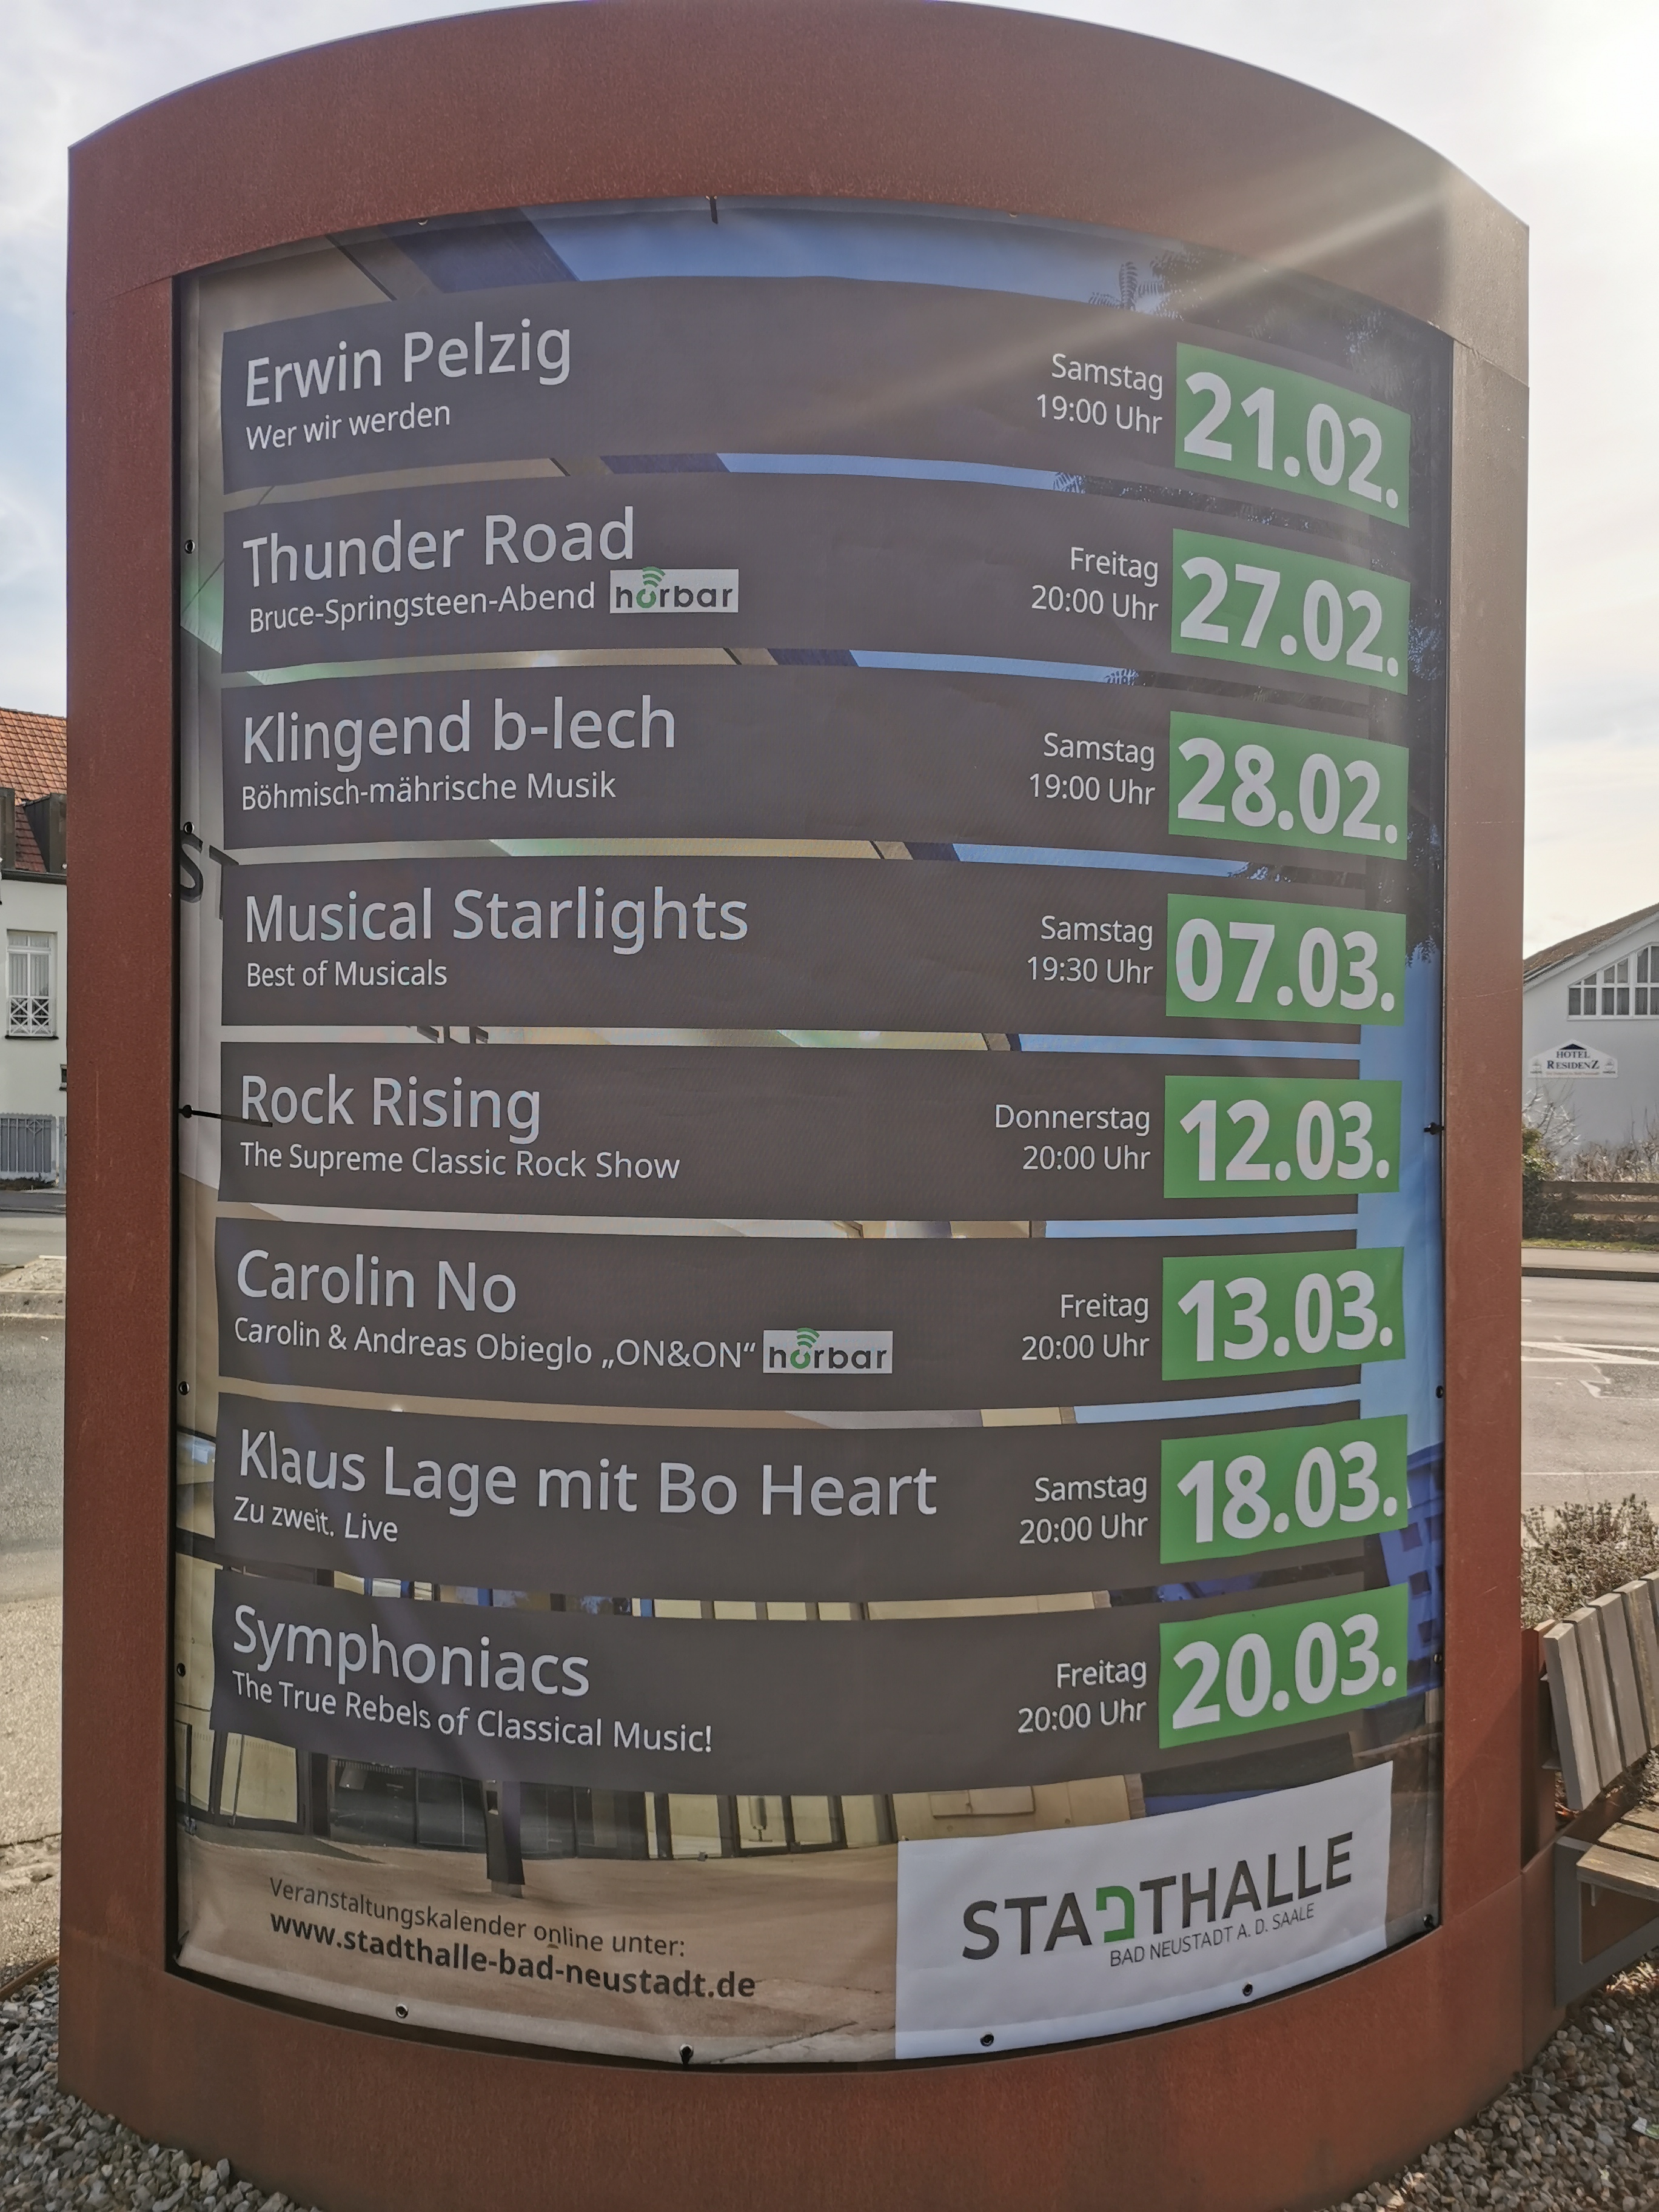 Erwin Pelzig
Wer wir werden
Samstag
19:00 Uhr
21.02.
Thunder Road
Bruce-Springsteen-Abend hörbar
Freitag
20:00 Uhr
27.02.
Klingend b-lech
Böhmisch-mährische Musik
Samstag
19:00 Uhr
28.02.
Musical Starlights
Best of Musicals
Samstag
19:30 Uhr
07.03.
Rock Rising
The Supreme Classic Rock Show
Donnerstag
20:00 Uhr
12.03.
Carolin No
Carolin & Andreas Obieglo „ON&ON“ hörbar
Freitag
20:00 Uhr
13.03.
Klaus Lage mit Bo Heart
Zu zweit. Live
Samstag
20:00 Uhr
18.03.
Symphoniacs
The True Rebels of Classical Music!
Freitag
20:00 Uhr
20.03.
Veranstaltungskalender online unter:
www.stadthalle-bad-neustadt.de
STADTHALLE
BAD NEUSTADT A. D. SAALE
HOTEL
RESIDENZ